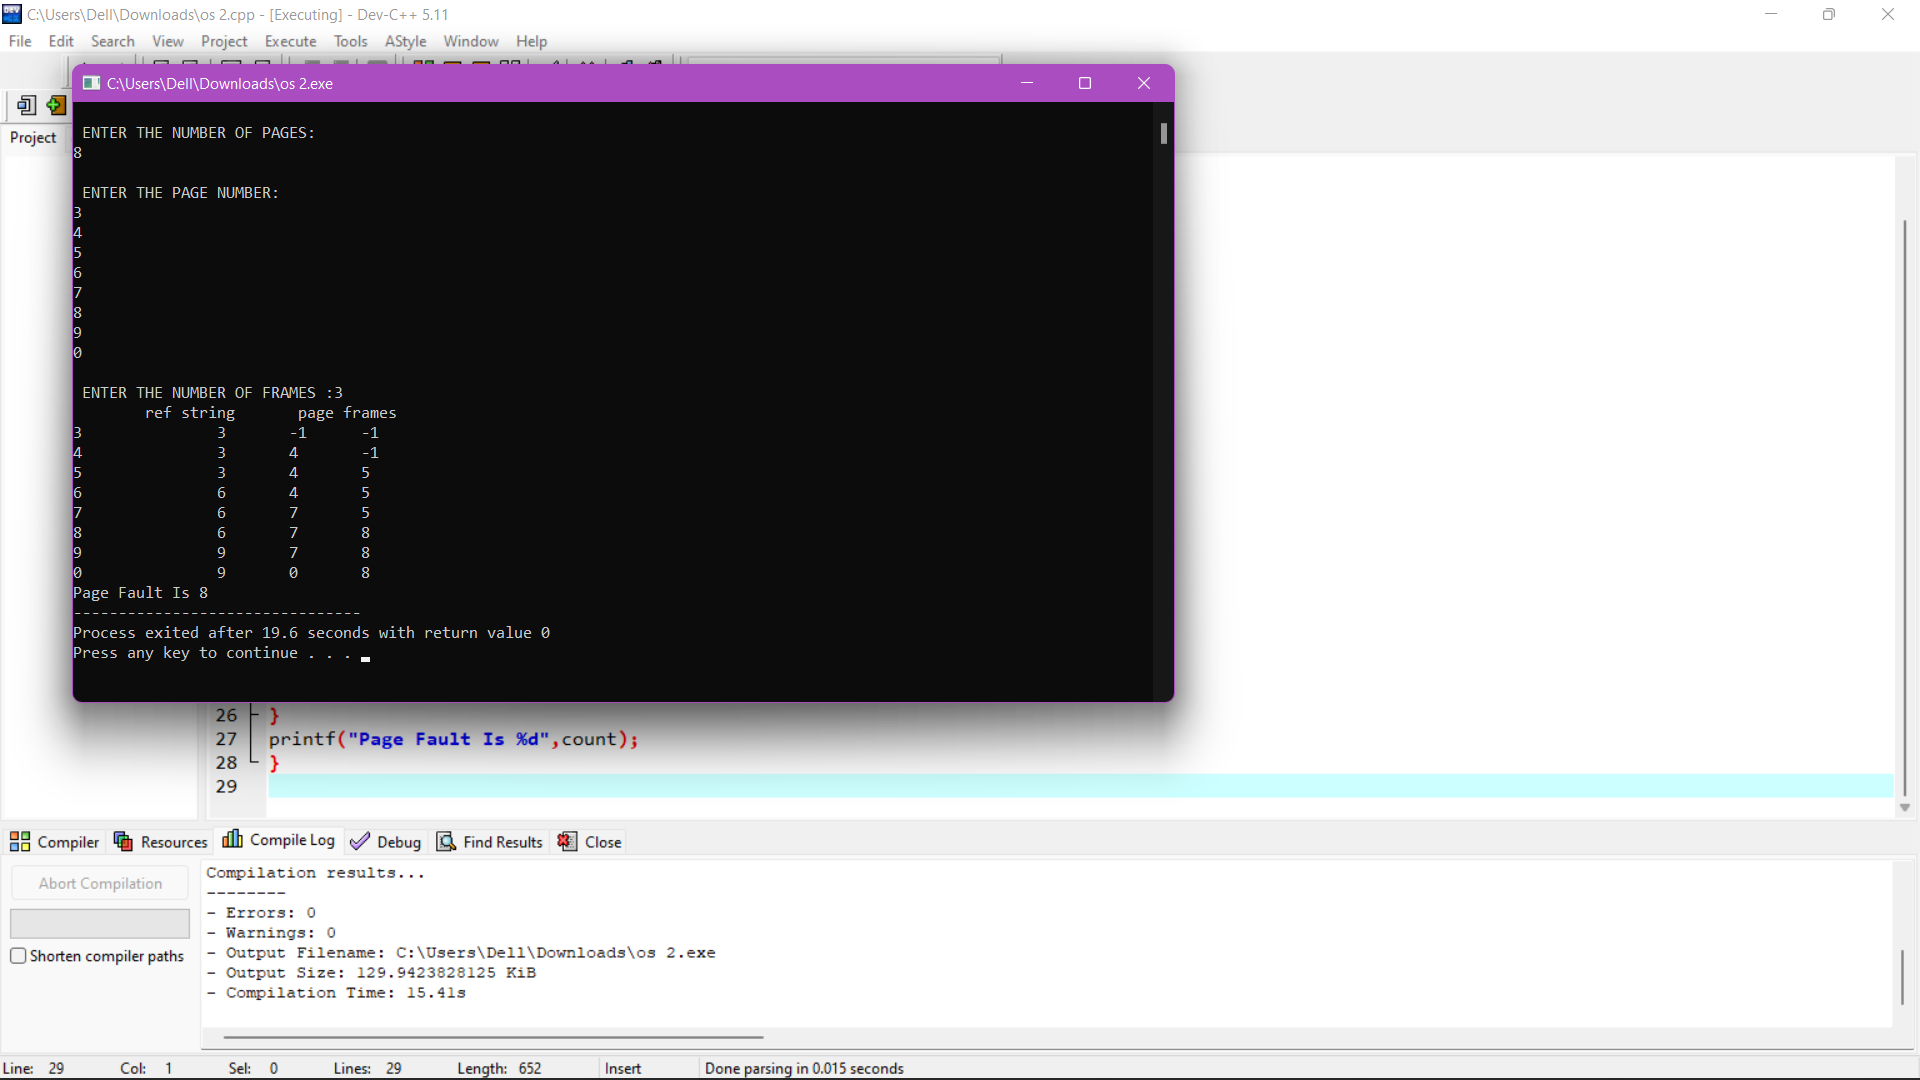 C:\Users\Dell\Downloads\os 2.cpp - [Executing] - Dev-C++ 5.11
File Edit Search View Project Execute Tools AStyle Window Help
C:\Users\Dell\Downloads\os 2.exe
Project
ENTER THE NUMBER OF PAGES:
8
ENTER THE PAGE NUMBER:
3
4
5
6
7
8
9
0
ENTER THE NUMBER OF FRAMES :3
ref string page frames
3 3 -1 -1
4 3 4 -1
5 3 4 5
6 6 4 5
7 6 7 5
8 6 7 8
9 9 7 8
0 9 0 8
Page Fault Is 8
--------------------------------
Process exited after 19.6 seconds with return value 0
Press any key to continue . . .
26 }
27 printf("Page Fault Is %d",count);
28 }
29
Compiler Resources Compile Log Debug Find Results Close
Abort Compilation
Shorten compiler paths
Compilation results...
--------
- Errors: 0
- Warnings: 0
- Output Filename: C:\Users\Dell\Downloads\os 2.exe
- Output Size: 129.9423828125 KiB
- Compilation Time: 15.41s
Line: 29 Col: 1 Sel: 0 Lines: 29 Length: 652 Insert Done parsing in 0.015 seconds